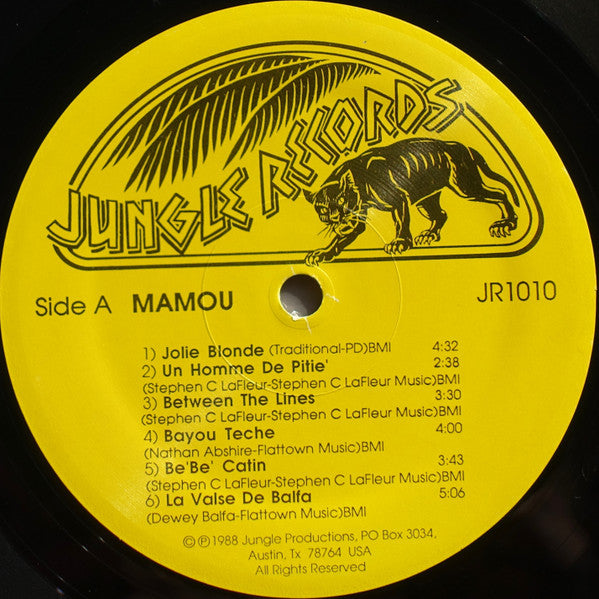 JUNGLE RECORDS
Side A MAMOU JR1010
1) Jolie Blonde (Traditional-PD)BMI 4:32
2) Un Homme De Pitie' 2:38
(Stephen C LaFleur-Stephen C LaFleur Music)BMI
3) Between The Lines 3:30
(Stephen C LaFleur-Stephen C LaFleur Music)BMI
4) Bayou Teche 4:00
(Nathan Abshire-Flattown Music)BMI
5) Be'Be' Catin 3:43
(Stephen C LaFleur-Stephen C LaFleur Music)BMI
6) La Valse De Balfa 5:06
(Dewey Balfa-Flattown Music)BMI
© ℗ 1988 Jungle Productions, PO Box 3034,
Austin, Tx 78764 USA
All Rights Reserved